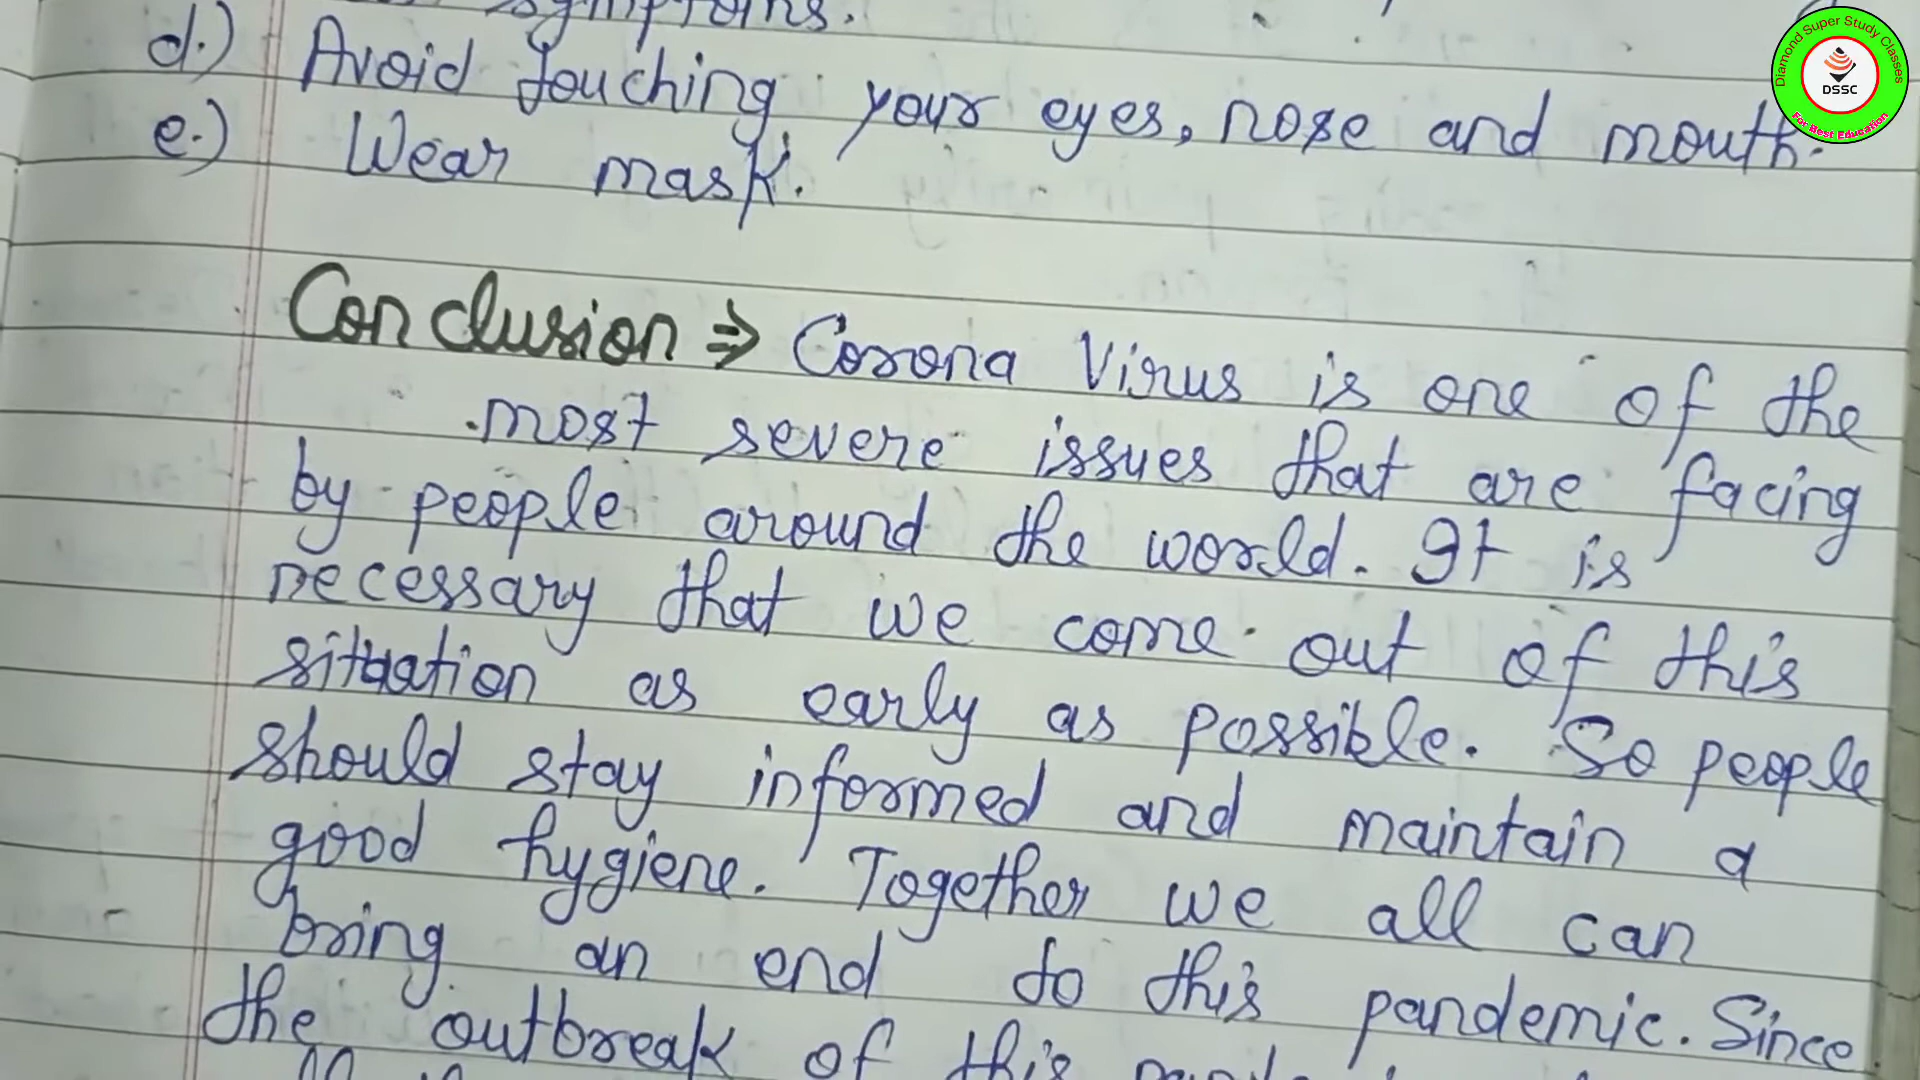 symptoms.
d.) Avoid touching your eyes, nose and mouth.
e.) Wear mask.
Conclusion ⇒ Corona Virus is one of the
most severe issues that are facing
by people around the world. It is
necessary that we come out of this
situation as early as possible. So people
should stay informed and maintain a
good hygiene. Together we all can
bring an end to this pandemic. Since
the outbreak of this
Diamond Super Study Classes
DSSC
For Best Education